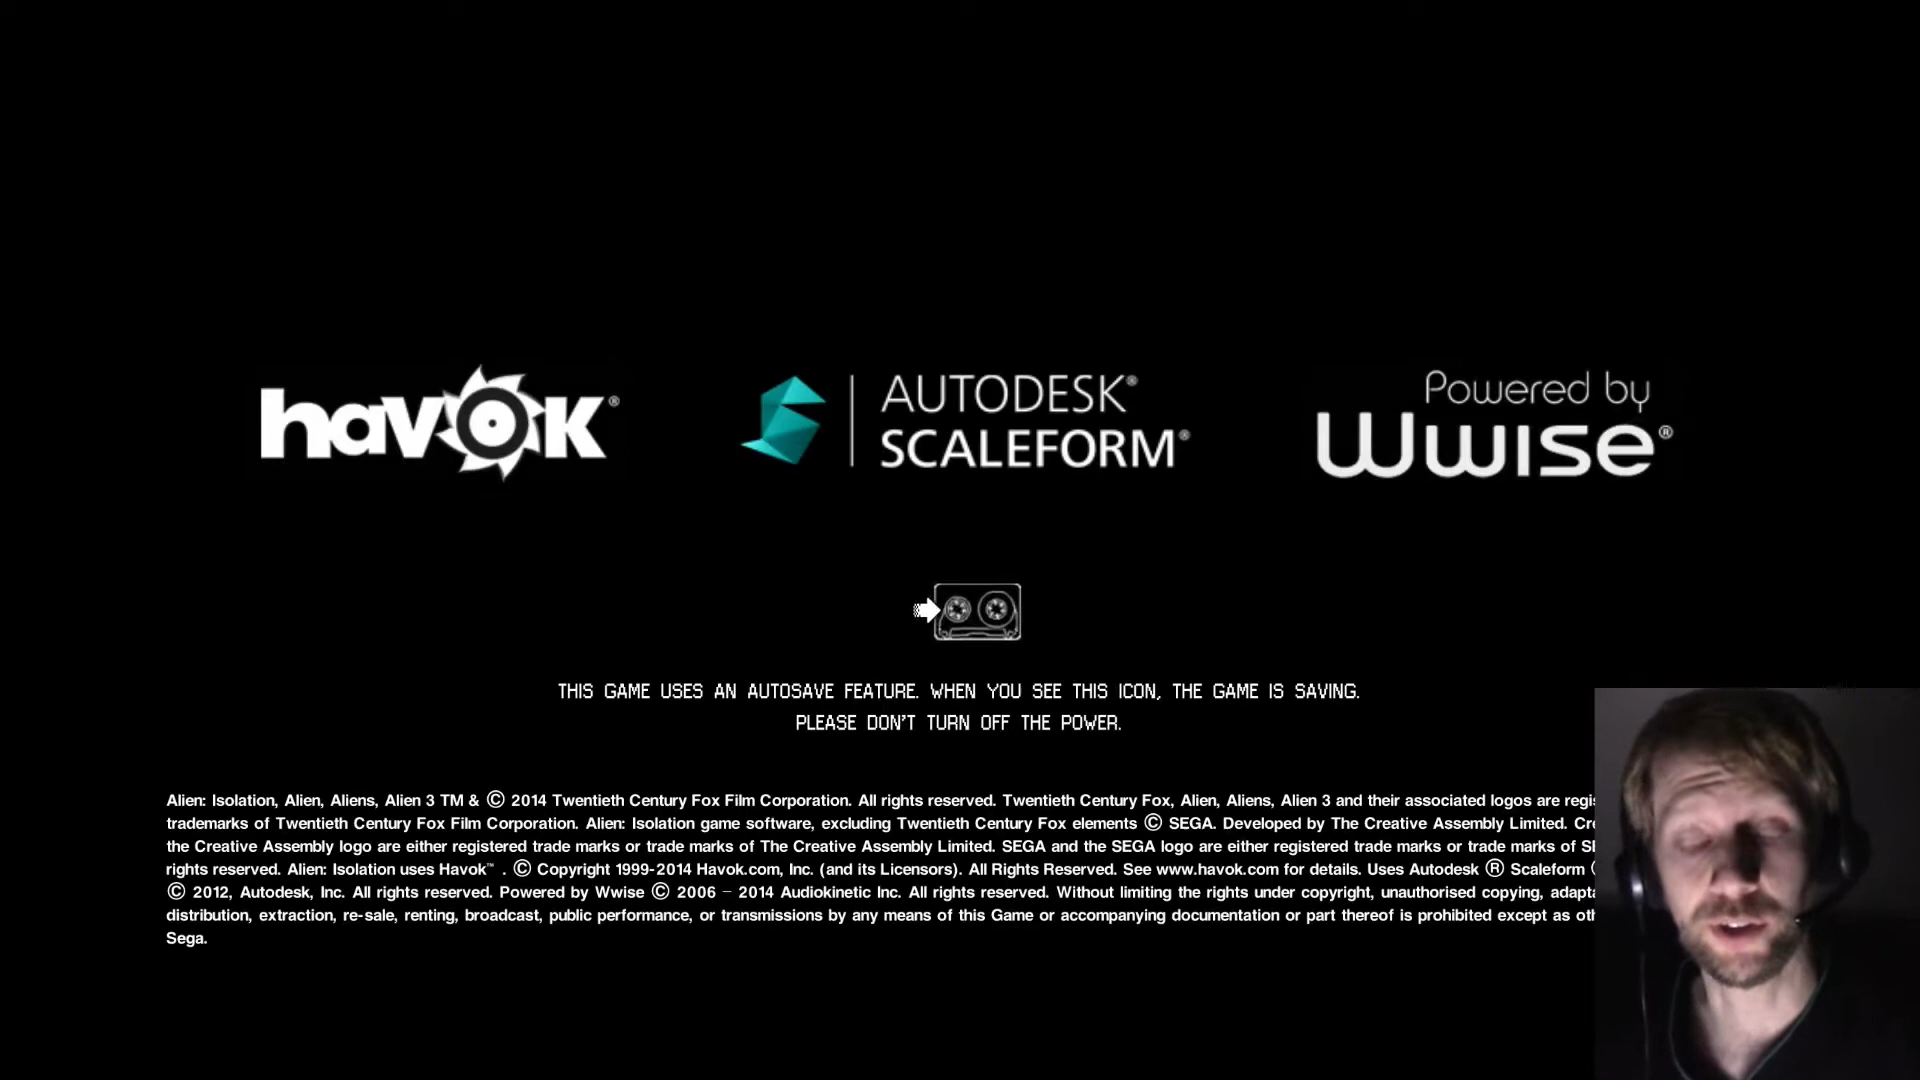 havok®
AUTODESK®
SCALEFORM®
Powered by
Wwise®
THIS GAME USES AN AUTOSAVE FEATURE. WHEN YOU SEE THIS ICON, THE GAME IS SAVING.
PLEASE DON'T TURN OFF THE POWER.
Alien: Isolation, Alien, Aliens, Alien 3 TM & © 2014 Twentieth Century Fox Film Corporation. All rights reserved. Twentieth Century Fox, Alien, Aliens, Alien 3 and their associated logos are
trademarks of Twentieth Century Fox Film Corporation. Alien: Isolation game software, excluding Twentieth Century Fox elements © SEGA. Developed by The Creative Assembly Limited.
the Creative Assembly logo are either registered trade marks or trade marks of The Creative Assembly Limited. SEGA and the SEGA logo are either registered trade marks or trade marks of
rights reserved. Alien: Isolation uses Havok™ . © Copyright 1999-2014 Havok.com, Inc. (and its Licensors). All Rights Reserved. See www.havok.com for details. Uses Autodesk ® Scaleform
© 2012, Autodesk, Inc. All rights reserved. Powered by Wwise © 2006 – 2014 Audiokinetic Inc. All rights reserved. Without limiting the rights under copyright, unauthorised copying,
distribution, extraction, re-sale, renting, broadcast, public performance, or transmissions by any means of this Game or accompanying documentation or part thereof is prohibited except as
Sega.